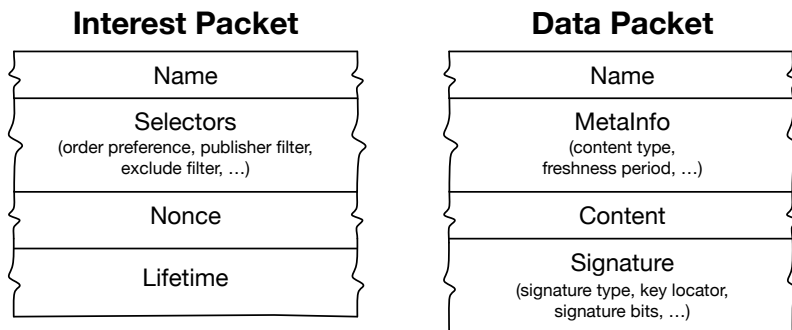 Interest Packet
Name
Selectors
(order preference, publisher filter,
exclude filter, …)
Nonce
Lifetime
Data Packet
Name
MetaInfo
(content type,
freshness period, …)
Content
Signature
(signature type, key locator,
signature bits, …)